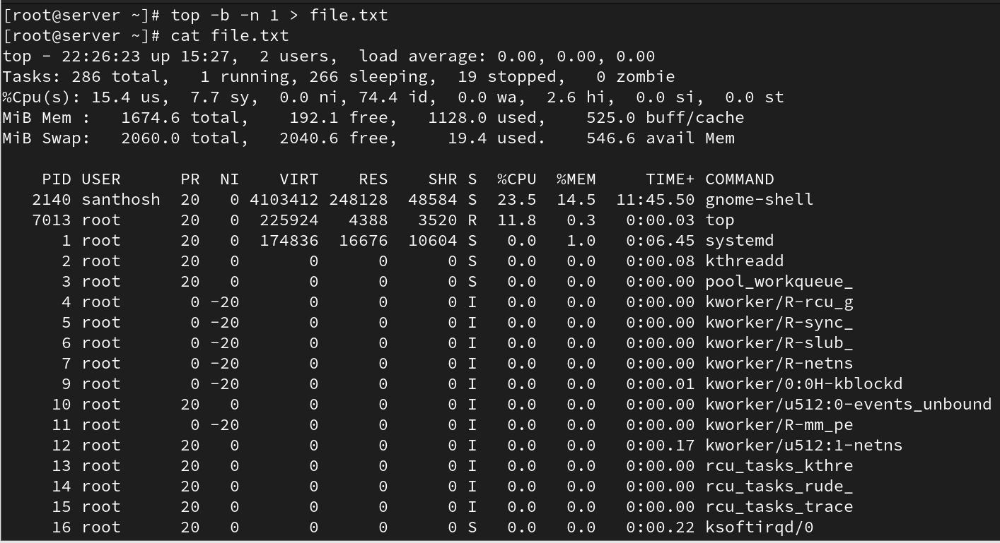 [root@server ~]# top -b -n 1 > file.txt
[root@server ~]# cat file.txt
top - 22:26:23 up 15:27,  2 users,  load average: 0.00, 0.00, 0.00
Tasks: 286 total,   1 running, 266 sleeping,  19 stopped,   0 zombie
%Cpu(s): 15.4 us,  7.7 sy,  0.0 ni, 74.4 id,  0.0 wa,  2.6 hi,  0.0 si,  0.0 st
MiB Mem :   1674.6 total,    192.1 free,   1128.0 used,    525.0 buff/cache
MiB Swap:   2060.0 total,   2040.6 free,     19.4 used.    546.6 avail Mem

    PID USER      PR  NI    VIRT    RES    SHR S  %CPU  %MEM     TIME+ COMMAND
   2140 santhosh  20   0 4103412 248128  48584 S  23.5  14.5  11:45.50 gnome-shell
   7013 root      20   0  225924   4388   3520 R  11.8   0.3   0:00.03 top
      1 root      20   0  174836  16676  10604 S   0.0   1.0   0:06.45 systemd
      2 root      20   0       0      0      0 S   0.0   0.0   0:00.08 kthreadd
      3 root      20   0       0      0      0 S   0.0   0.0   0:00.00 pool_workqueue_
      4 root       0 -20       0      0      0 I   0.0   0.0   0:00.00 kworker/R-rcu_g
      5 root       0 -20       0      0      0 I   0.0   0.0   0:00.00 kworker/R-sync_
      6 root       0 -20       0      0      0 I   0.0   0.0   0:00.00 kworker/R-slub_
      7 root       0 -20       0      0      0 I   0.0   0.0   0:00.00 kworker/R-netns
      9 root       0 -20       0      0      0 I   0.0   0.0   0:00.01 kworker/0:0H-kblockd
     10 root      20   0       0      0      0 I   0.0   0.0   0:00.00 kworker/u512:0-events_unbound
     11 root       0 -20       0      0      0 I   0.0   0.0   0:00.00 kworker/R-mm_pe
     12 root      20   0       0      0      0 I   0.0   0.0   0:00.17 kworker/u512:1-netns
     13 root      20   0       0      0      0 I   0.0   0.0   0:00.00 rcu_tasks_kthre
     14 root      20   0       0      0      0 I   0.0   0.0   0:00.00 rcu_tasks_rude_
     15 root      20   0       0      0      0 I   0.0   0.0   0:00.00 rcu_tasks_trace
     16 root      20   0       0      0      0 S   0.0   0.0   0:00.22 ksoftirqd/0